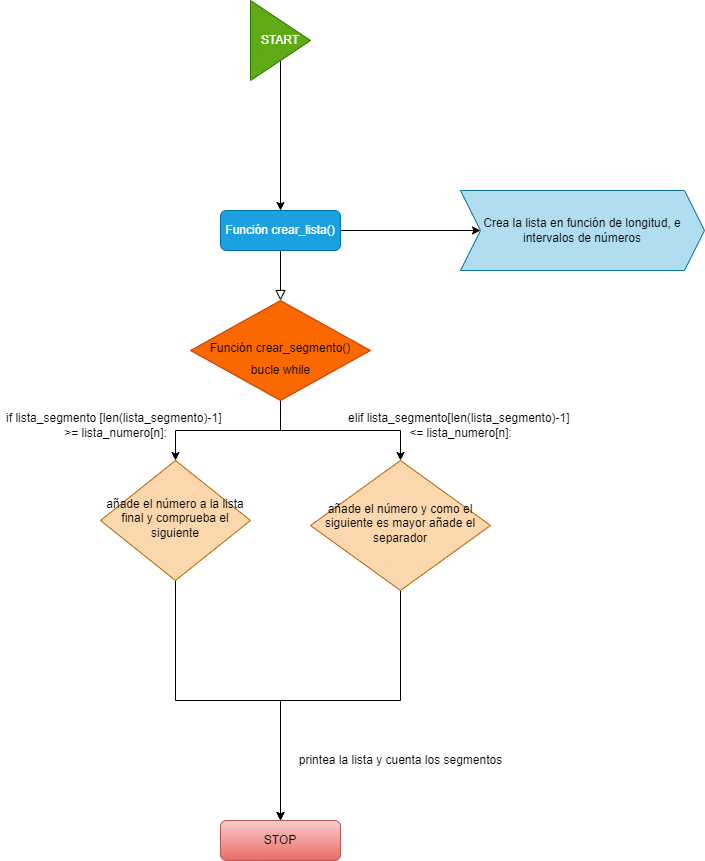 START
Función crear_lista()
Crea la lista en función de longitud, e
intervalos de números
Función crear_segmento()
bucle while
if lista_segmento [len(lista_segmento)-1]
>= lista_numero[n]:
elif lista_segmento[len(lista_segmento)-1]
<= lista_numero[n]:
añade el número a la lista
final y comprueba el
siguiente
añade el número y como el
siguiente es mayor añade el
separador
printea la lista y cuenta los segmentos
STOP